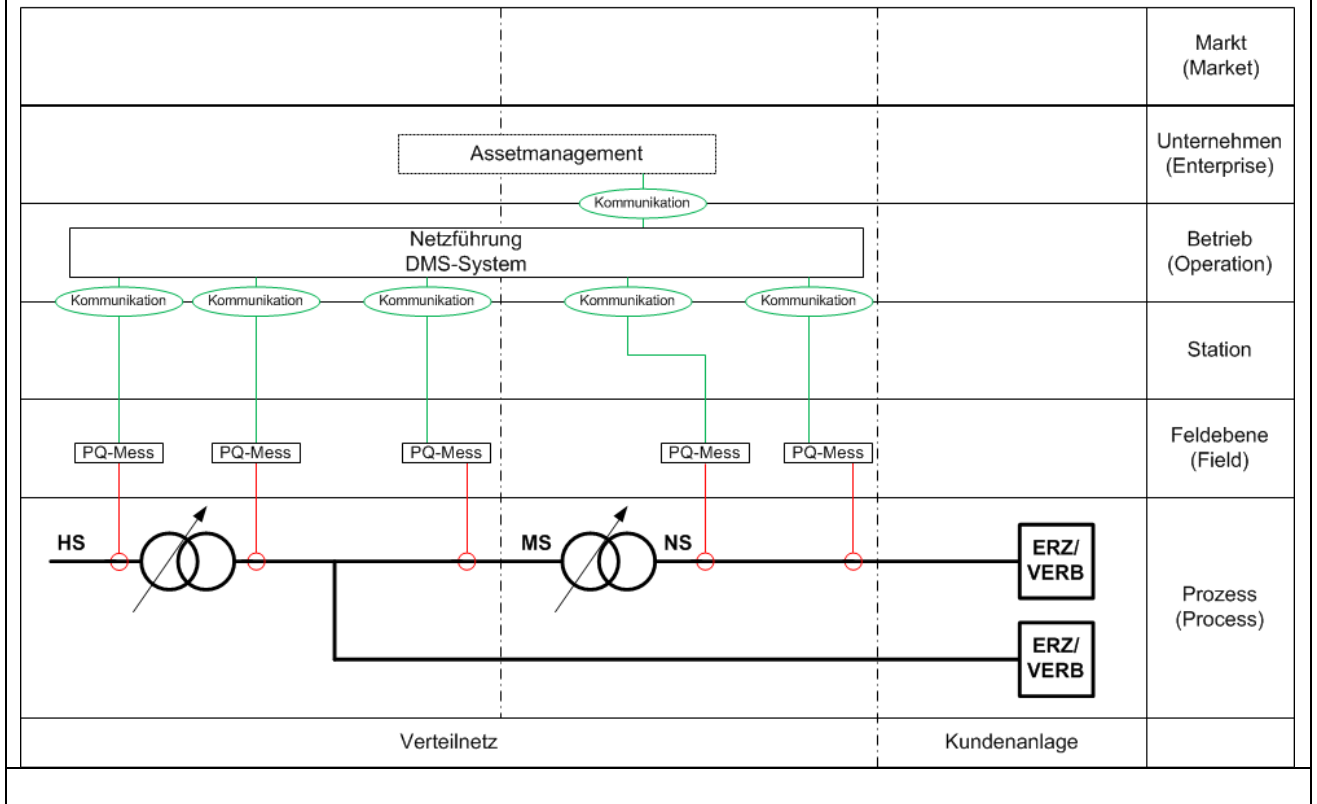 Markt
(Market)
Unternehmen
(Enterprise)
Assetmanagement
Kommunikation
Netzführung
DMS-System
Betrieb
(Operation)
Kommunikation
Kommunikation
Kommunikation
Kommunikation
Kommunikation
Station
PQ-Mess
PQ-Mess
PQ-Mess
PQ-Mess
PQ-Mess
Feldebene
(Field)
HS
MS
NS
ERZ/
VERB
ERZ/
VERB
Prozess
(Process)
Verteilnetz
Kundenanlage